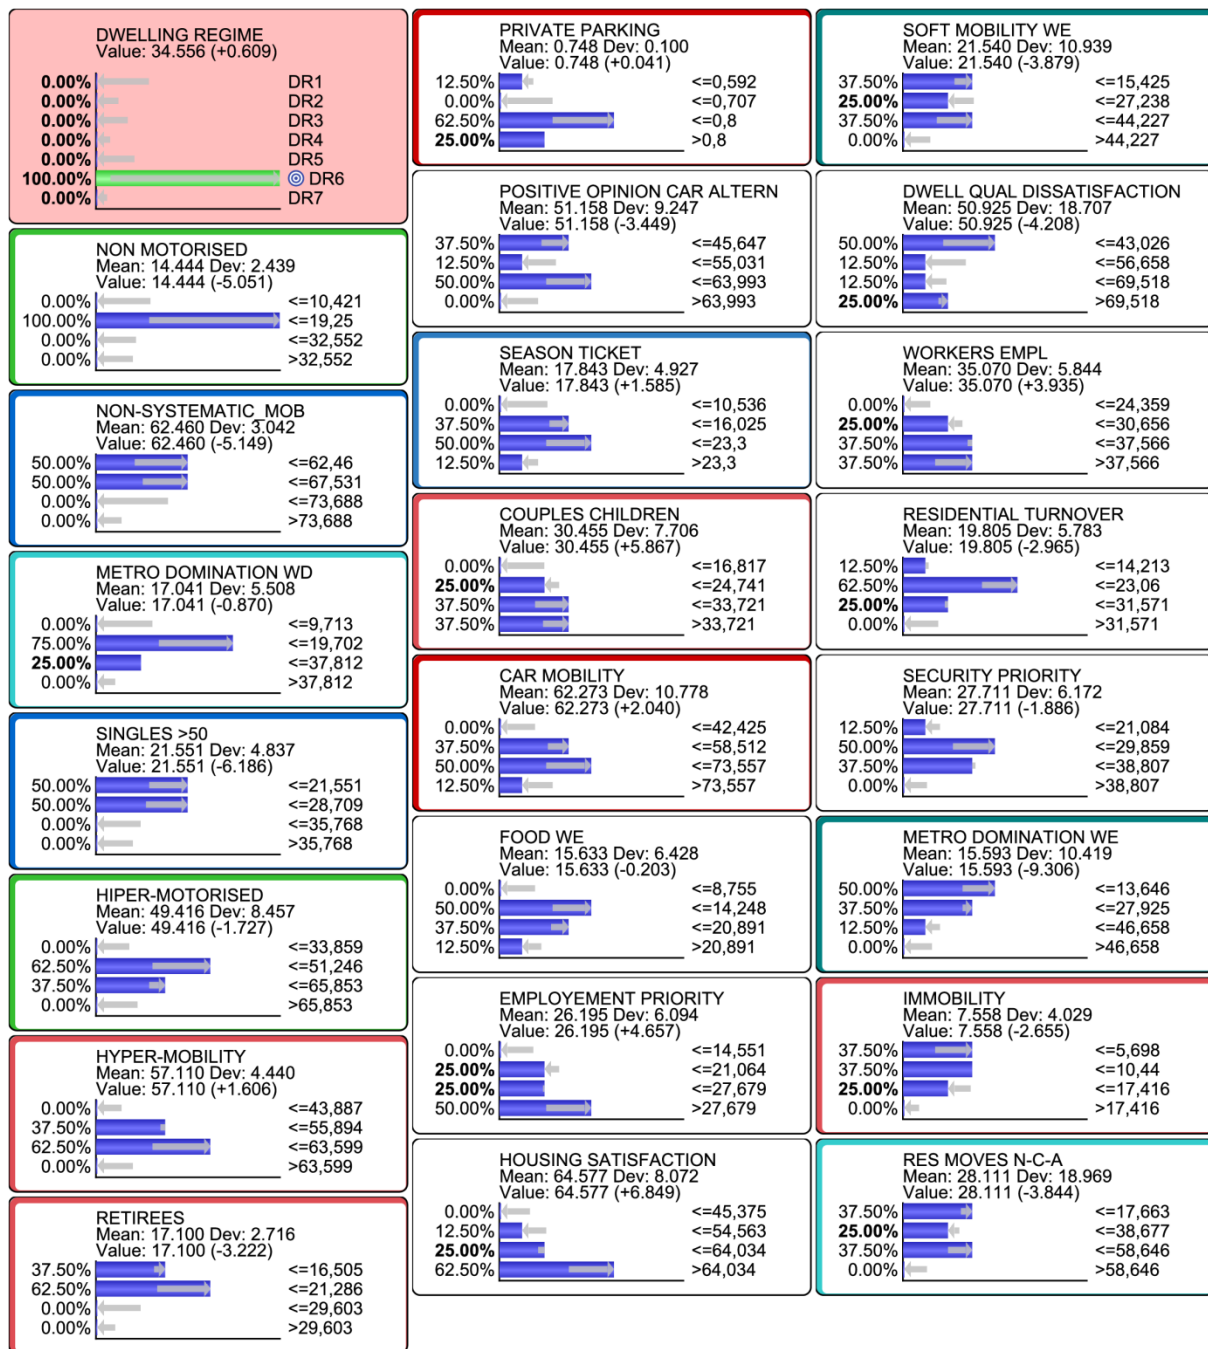 DWELLING REGIME
Value: 34.556 (+0.609)
0.00% DR1
0.00% DR2
0.00% DR3
0.00% DR4
0.00% DR5
100.00% DR6
0.00% DR7
NON MOTORISED
Mean: 14.444 Dev: 2.439
Value: 14.444 (-5.051)
0.00% <=10,421
100.00% <=19,25
0.00% <=32,552
0.00% >32,552
NON-SYSTEMATIC_MOB
Mean: 62.460 Dev: 3.042
Value: 62.460 (-5.149)
50.00% <=62,46
50.00% <=67,531
0.00% <=73,688
0.00% >73,688
METRO DOMINATION WD
Mean: 17.041 Dev: 5.508
Value: 17.041 (-0.870)
0.00% <=9,713
75.00% <=19,702
25.00% <=37,812
0.00% >37,812
SINGLES >50
Mean: 21.551 Dev: 4.837
Value: 21.551 (-6.186)
50.00% <=21,551
50.00% <=28,709
0.00% <=35,768
0.00% >35,768
HIPER-MOTORISED
Mean: 49.416 Dev: 8.457
Value: 49.416 (-1.727)
0.00% <=33,859
62.50% <=51,246
37.50% <=65,853
0.00% >65,853
HYPER-MOBILITY
Mean: 57.110 Dev: 4.440
Value: 57.110 (+1.606)
0.00% <=43,887
37.50% <=55,894
62.50% <=63,599
0.00% >63,599
RETIREES
Mean: 17.100 Dev: 2.716
Value: 17.100 (-3.222)
37.50% <=16,505
62.50% <=21,286
0.00% <=29,603
0.00% >29,603
PRIVATE PARKING
Mean: 0.748 Dev: 0.100
Value: 0.748 (+0.041)
12.50% <=0,592
0.00% <=0,707
62.50% <=0,8
25.00% >0,8
POSITIVE OPINION CAR ALTERN
Mean: 51.158 Dev: 9.247
Value: 51.158 (-3.449)
37.50% <=45,647
12.50% <=55,031
50.00% <=63,993
0.00% >63,993
SEASON TICKET
Mean: 17.843 Dev: 4.927
Value: 17.843 (+1.585)
0.00% <=10,536
37.50% <=16,025
50.00% <=23,3
12.50% >23,3
COUPLES CHILDREN
Mean: 30.455 Dev: 7.706
Value: 30.455 (+5.867)
0.00% <=16,817
25.00% <=24,741
37.50% <=33,721
37.50% >33,721
CAR MOBILITY
Mean: 62.273 Dev: 10.778
Value: 62.273 (+2.040)
0.00% <=42,425
37.50% <=58,512
50.00% <=73,557
12.50% >73,557
FOOD WE
Mean: 15.633 Dev: 6.428
Value: 15.633 (-0.203)
0.00% <=8,755
50.00% <=14,248
37.50% <=20,891
12.50% >20,891
EMPLOYEMENT PRIORITY
Mean: 26.195 Dev: 6.094
Value: 26.195 (+4.657)
0.00% <=14,551
25.00% <=21,064
25.00% <=27,679
50.00% >27,679
HOUSING SATISFACTION
Mean: 64.577 Dev: 8.072
Value: 64.577 (+6.849)
0.00% <=45,375
12.50% <=54,563
25.00% <=64,034
62.50% >64,034
SOFT MOBILITY WE
Mean: 21.540 Dev: 10.939
Value: 21.540 (-3.879)
37.50% <=15,425
25.00% <=27,238
37.50% <=44,227
0.00% >44,227
DWELL QUAL DISSATISFACTION
Mean: 50.925 Dev: 18.707
Value: 50.925 (-4.208)
50.00% <=43,026
12.50% <=56,658
12.50% <=69,518
25.00% >69,518
WORKERS EMPL
Mean: 35.070 Dev: 5.844
Value: 35.070 (+3.935)
0.00% <=24,359
25.00% <=30,656
37.50% <=37,566
37.50% >37,566
RESIDENTIAL TURNOVER
Mean: 19.805 Dev: 5.783
Value: 19.805 (-2.965)
12.50% <=14,213
62.50% <=23,06
25.00% <=31,571
0.00% >31,571
SECURITY PRIORITY
Mean: 27.711 Dev: 6.172
Value: 27.711 (-1.886)
12.50% <=21,084
50.00% <=29,859
37.50% <=38,807
0.00% >38,807
METRO DOMINATION WE
Mean: 15.593 Dev: 10.419
Value: 15.593 (-9.306)
50.00% <=13,646
37.50% <=27,925
12.50% <=46,658
0.00% >46,658
IMMOBILITY
Mean: 7.558 Dev: 4.029
Value: 7.558 (-2.655)
37.50% <=5,698
37.50% <=10,44
25.00% <=17,416
0.00% >17,416
RES MOVES N-C-A
Mean: 28.111 Dev: 18.969
Value: 28.111 (-3.844)
37.50% <=17,663
25.00% <=38,677
37.50% <=58,646
0.00% >58,646